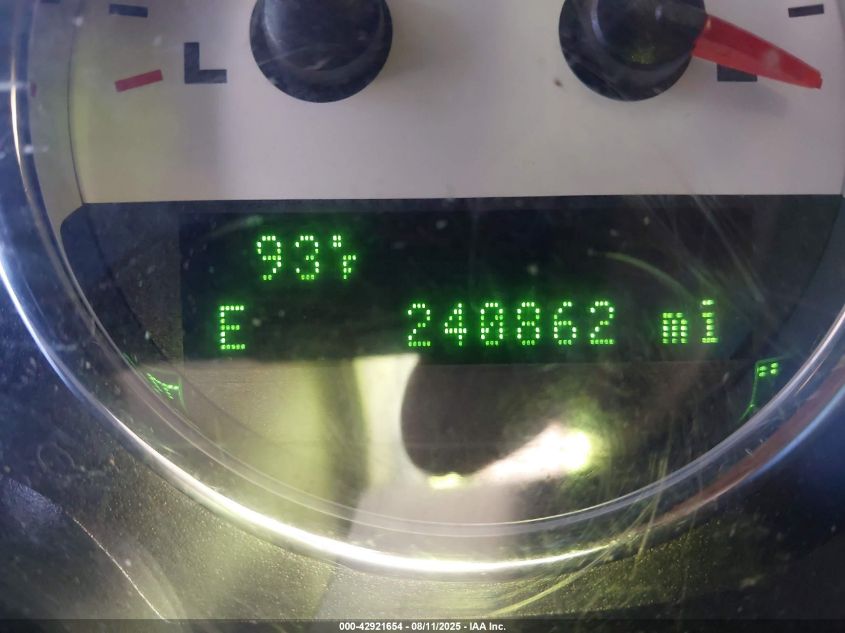 L
93°F
E 240862 mi
000-42921654 - 08/11/2025 - IAA Inc.